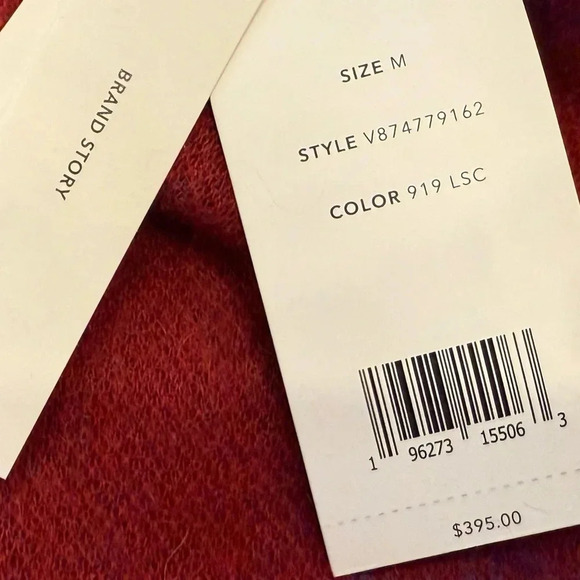 BRAND STORY
SIZE M
STYLE V874779162
COLOR 919 LSC
1 96273 15506 3
$395.00